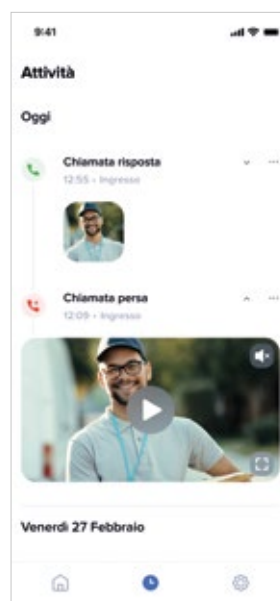 9:41
Attività
Oggi
Chiamata risposta
12:55 • Ingresso
Chiamata persa
12:09 • Ingresso
Venerdì 27 Febbraio